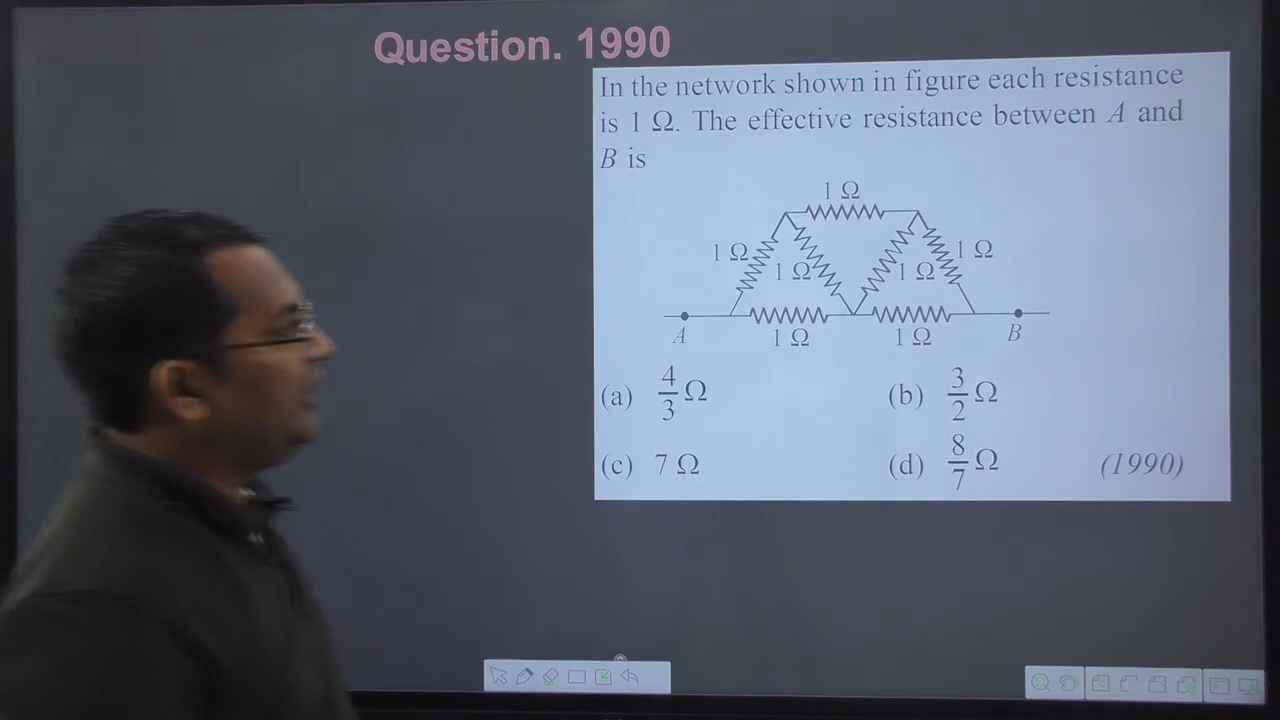 Question. 1990
In the network shown in figure each resistance
is 1 Ω. The effective resistance between A and
B is
1 Ω
1 Ω
1 Ω
1 Ω
1 Ω
A
1 Ω
1 Ω
B
(a) 4/3 Ω
(b) 3/2 Ω
(c) 7 Ω
(d) 8/7 Ω
(1990)